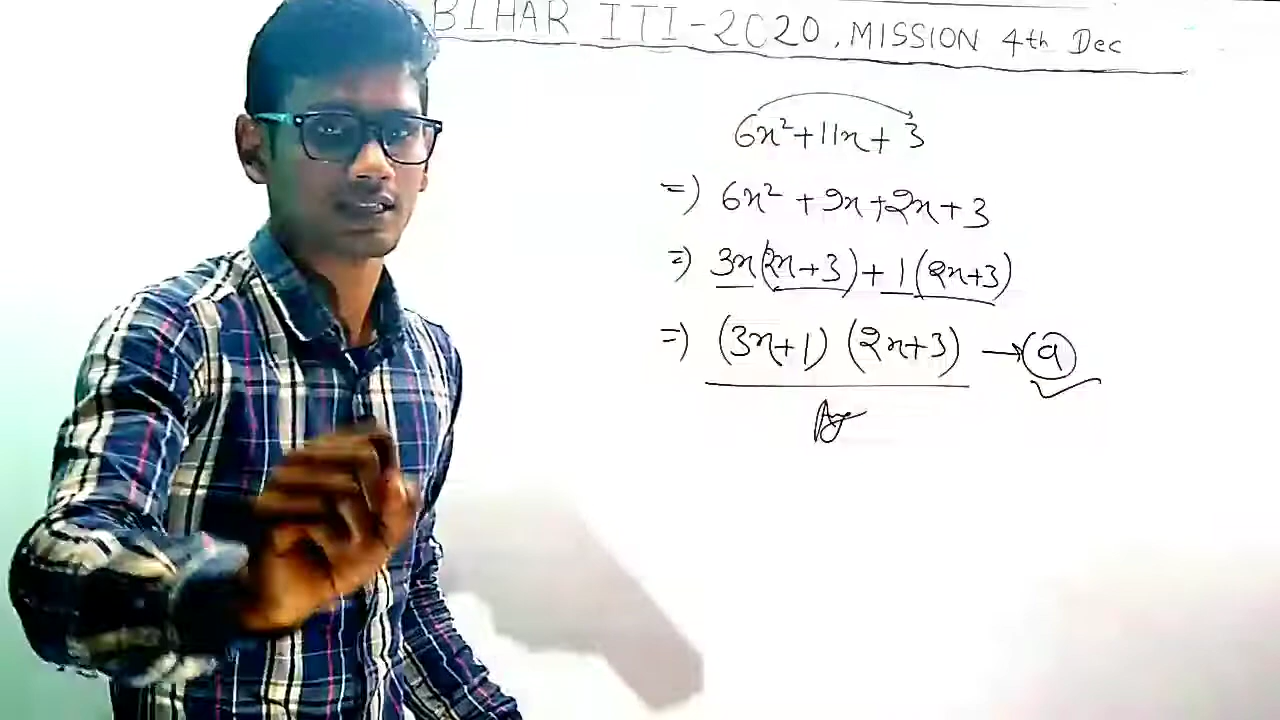 BIHAR ITI-2020, MISSION 4th Dec
6x²+11x+3
=) 6x² +9x+2x+3
=) 3x(2x+3)+1(2x+3)
=) (3x+1) (2x+3) → (a)